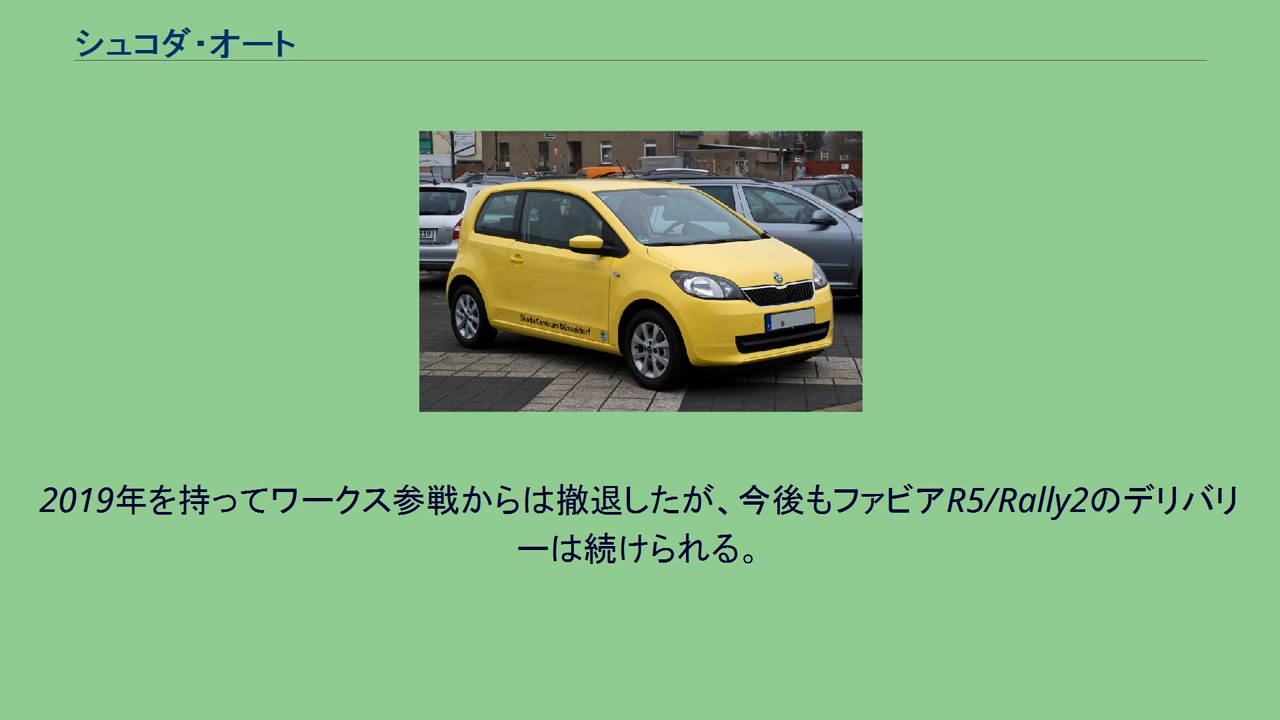 シュコダ・オート
Skoda Centrum Düsseldorf
2019年を持ってワークス参戦からは撤退したが、今後もファビアR5/Rally2のデリバリ
ーは続けられる。